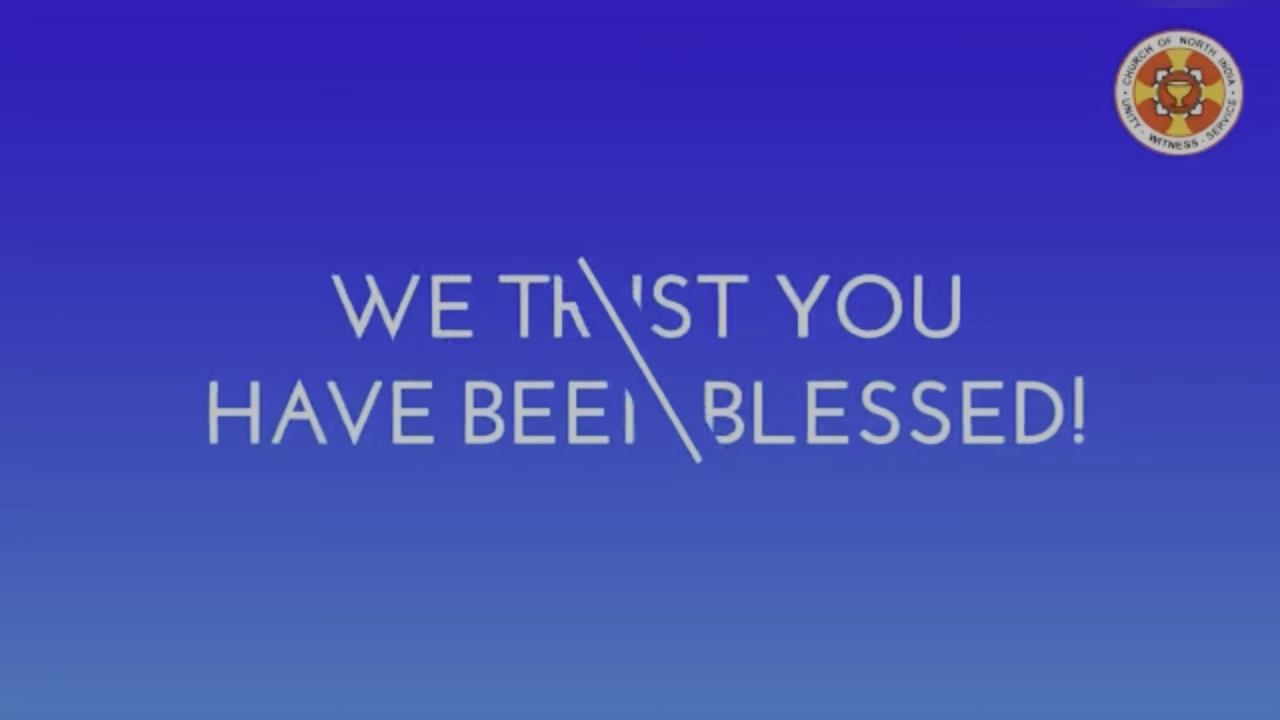 CHURCH OF NORTH INDIA
UNITY - WITNESS - SERVICE
WE TRUST YOU
HAVE BEEN BLESSED!